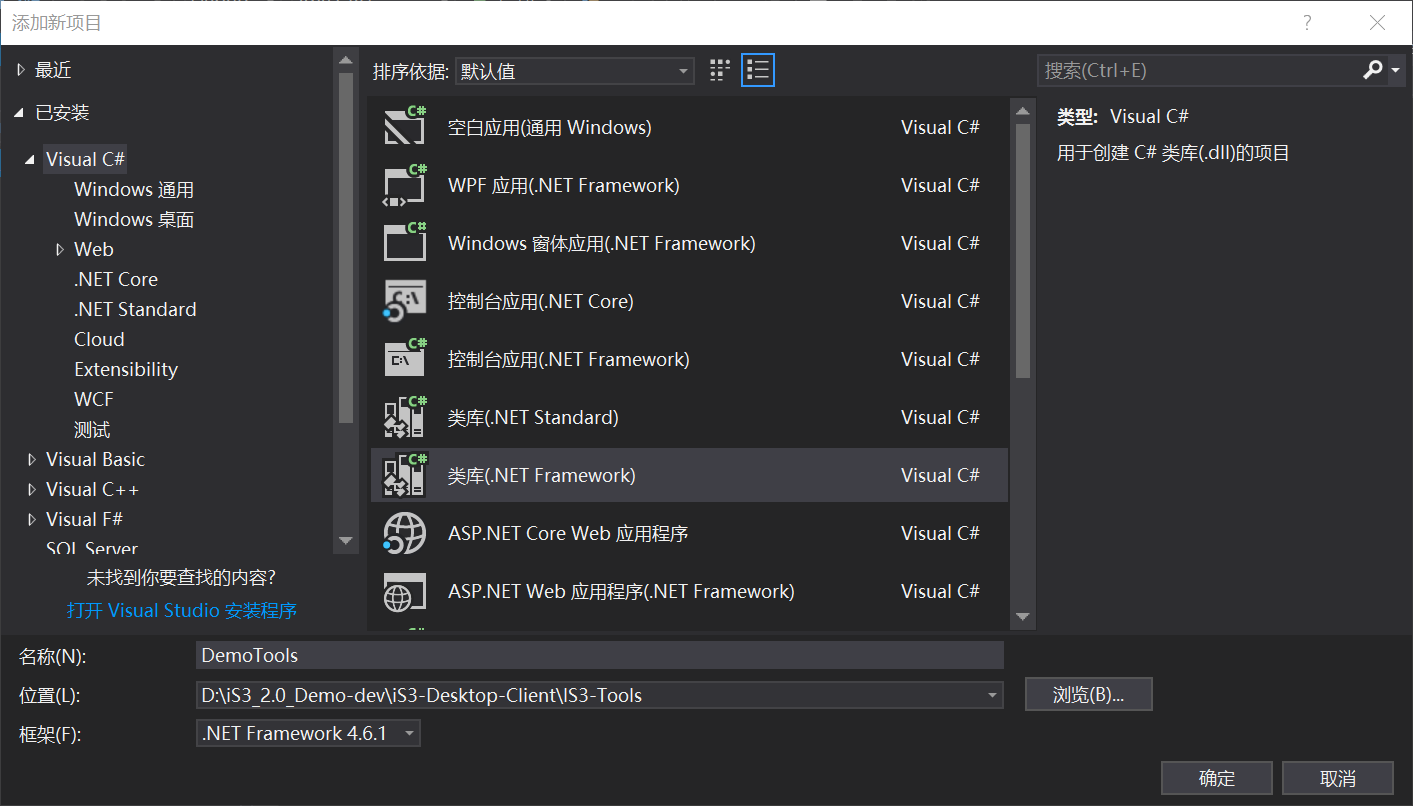 添加新项目
?
最近
已安装
Visual C#
Windows 通用
Windows 桌面
Web
.NET Core
.NET Standard
Cloud
Extensibility
WCF
测试
Visual Basic
Visual C++
Visual F#
SQL Server
未找到你要查找的内容?
打开 Visual Studio 安装程序
排序依据: 默认值
空白应用(通用 Windows) Visual C#
WPF 应用(.NET Framework) Visual C#
Windows 窗体应用(.NET Framework) Visual C#
控制台应用(.NET Core) Visual C#
控制台应用(.NET Framework) Visual C#
类库(.NET Standard) Visual C#
类库(.NET Framework) Visual C#
ASP.NET Core Web 应用程序 Visual C#
ASP.NET Web 应用程序(.NET Framework) Visual C#
搜索(Ctrl+E)
类型: Visual C#
用于创建 C# 类库(.dll)的项目
名称(N): DemoTools
位置(L): D:\iS3_2.0_Demo-dev\iS3-Desktop-Client\IS3-Tools 浏览(B)...
框架(F): .NET Framework 4.6.1
确定 取消